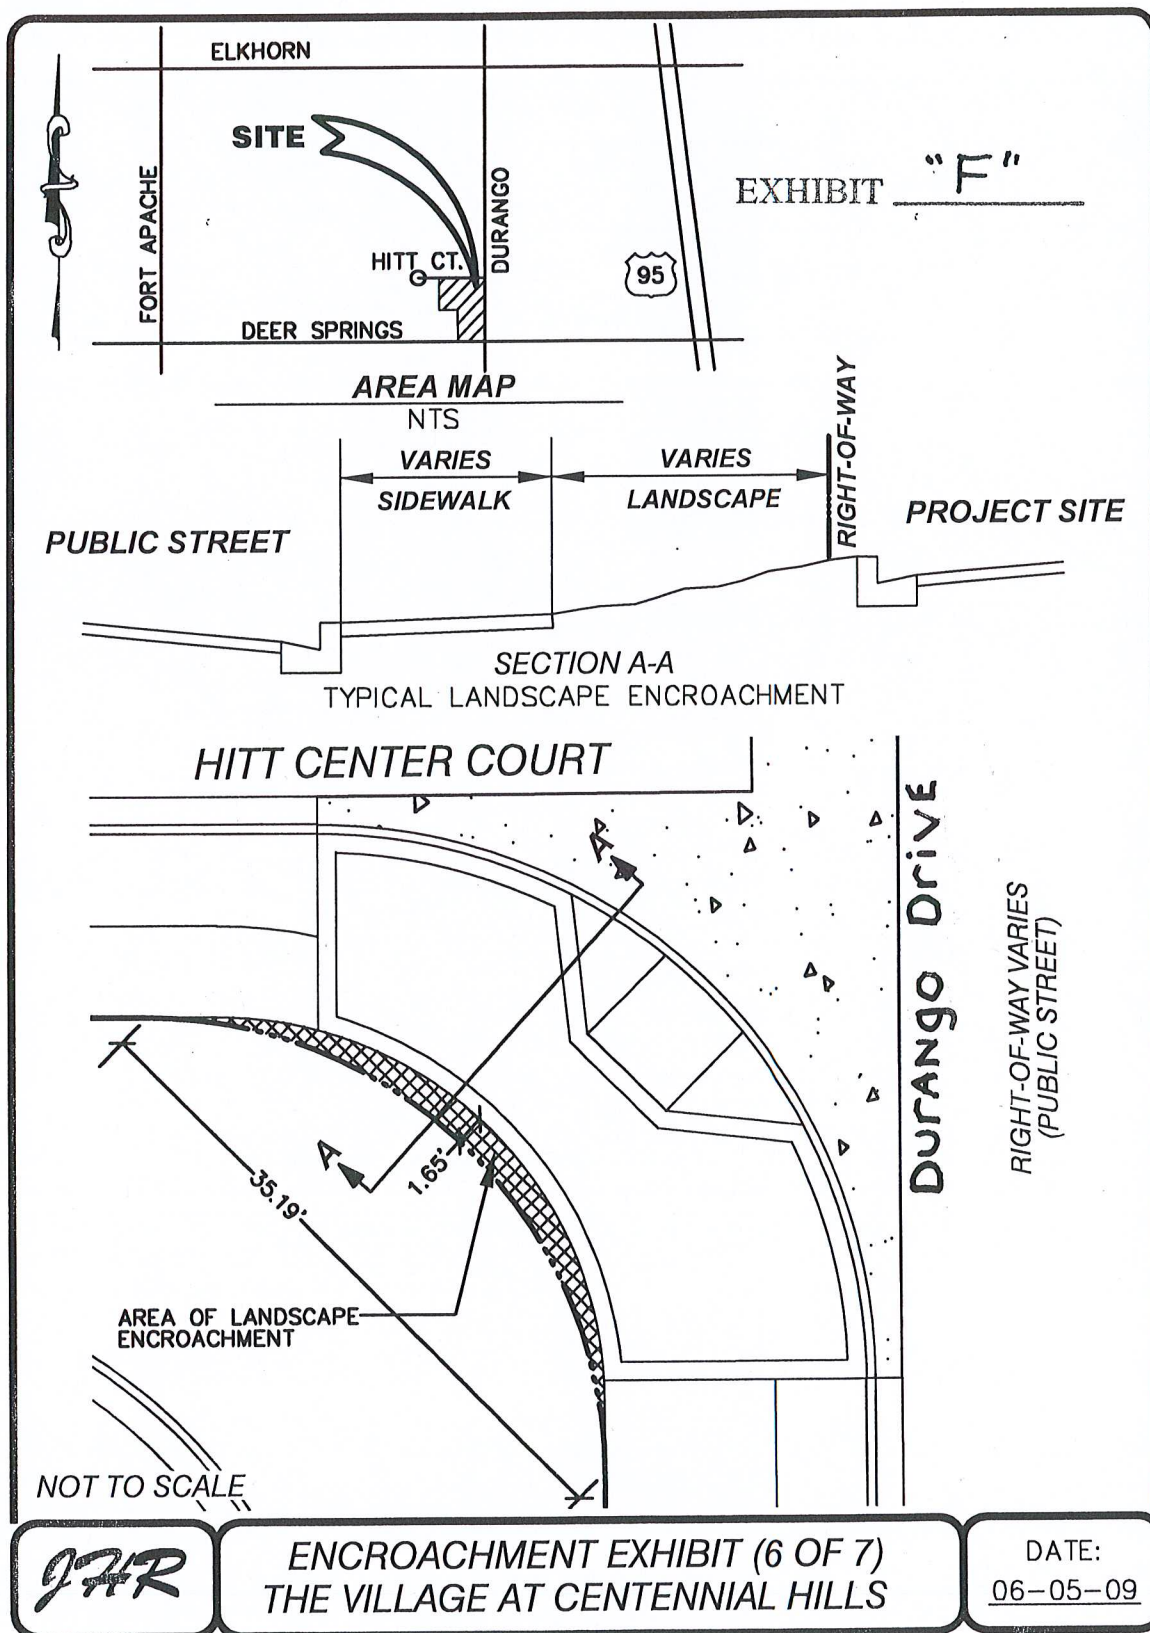 ELKHORN
SITE
FORT APACHE
DURANGO
HITT CT.
DEER SPRINGS
95
EXHIBIT "F"
AREA MAP
NTS
VARIES
SIDEWALK
VARIES
LANDSCAPE
RIGHT-OF-WAY
PUBLIC STREET
PROJECT SITE
SECTION A-A
TYPICAL LANDSCAPE ENCROACHMENT
HITT CENTER COURT
A
A
DUrANgo DriVE
RIGHT-OF-WAY VARIES
(PUBLIC STREET)
1.65'
35.19'
AREA OF LANDSCAPE
ENCROACHMENT
NOT TO SCALE
JHR
ENCROACHMENT EXHIBIT (6 OF 7)
THE VILLAGE AT CENTENNIAL HILLS
DATE:
06-05-09